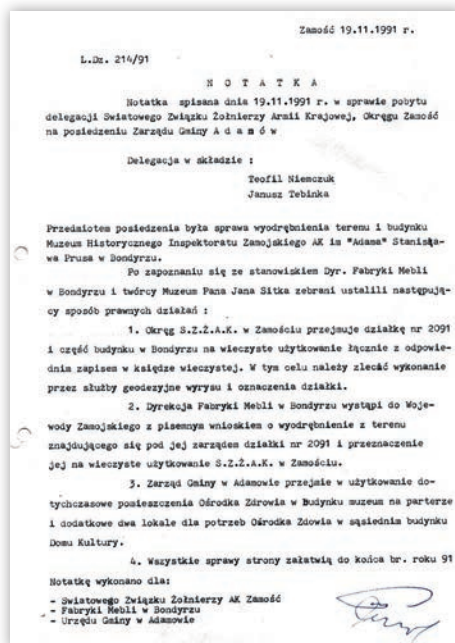 Zamość 19.11.1991 r.
L.Dz. 214/91
N O T A T K A
Notatka spisana dnia 19.11.1991 r. w sprawie pobytu
delegacji Swiatowego Związku Żołnierzy Armii Krajowej, Okręgu Zamość
na posiedzeniu Zarządu Gminy A d a m ó w
Delegacja w składzie :
Teofil Niemczuk
Janusz Tebinka
Przedmiotem posiedzenia była sprawa wyodrębnienia terenu i budynku
Muzeum Historycznego Inspektoratu Zamojskiego AK im "Adama" Stanisła-
wa Prusa w Bondyrzu.
Po zapoznaniu się ze stanowiskiem Dyr. Fabryki Mebli
w Bondyrzu i twórcy Muzeum Pana Jana Sitka zebrani ustalili następują-
cy sposób prawnych działań :
1. Okręg S.Z.Ż.A.K. w Zamościu przejmuje działkę nr 2091
i część budynku w Bondyrzu na wieczyste użytkowanie łącznie z odpowie-
dnim zapisem w księdze wieczystej. W tym celu należy zlecić wykonanie
przez służby geodezyjne wyrysu i oznaczenia działki.
2. Dyrekcja Fabryki Mebli w Bondyrzu wystąpi do Woje-
wody Zamojskiego z pisemnym wnioskiem o wyodrębnienie z terenu
znajdującego się pod jej zarządem działki nr 2091 i przeznaczenie
jej na wieczyste użytkowanie S.Z.Ż.A.K. w Zamościu.
3. Zarząd Gminy w Adamowie przejmie w użytkowanie do-
tychczasowe pomieszczenia Ośrodka Zdrowia w Budynku muzeum na parterze
i dodatkowe dwa lokale dla potrzeb Ośrodka Zdowia w sąsiednim budynku
Domu Kultury.
4. Wszystkie sprawy strony załatwią do końca br. roku 91
Notatkę wykonano dla:
- Swiatowego Związku Żołnierzy AK Zamość
- Fabryki Mebli w Bondyrzu
- Urzędu Gminy w Adamowie